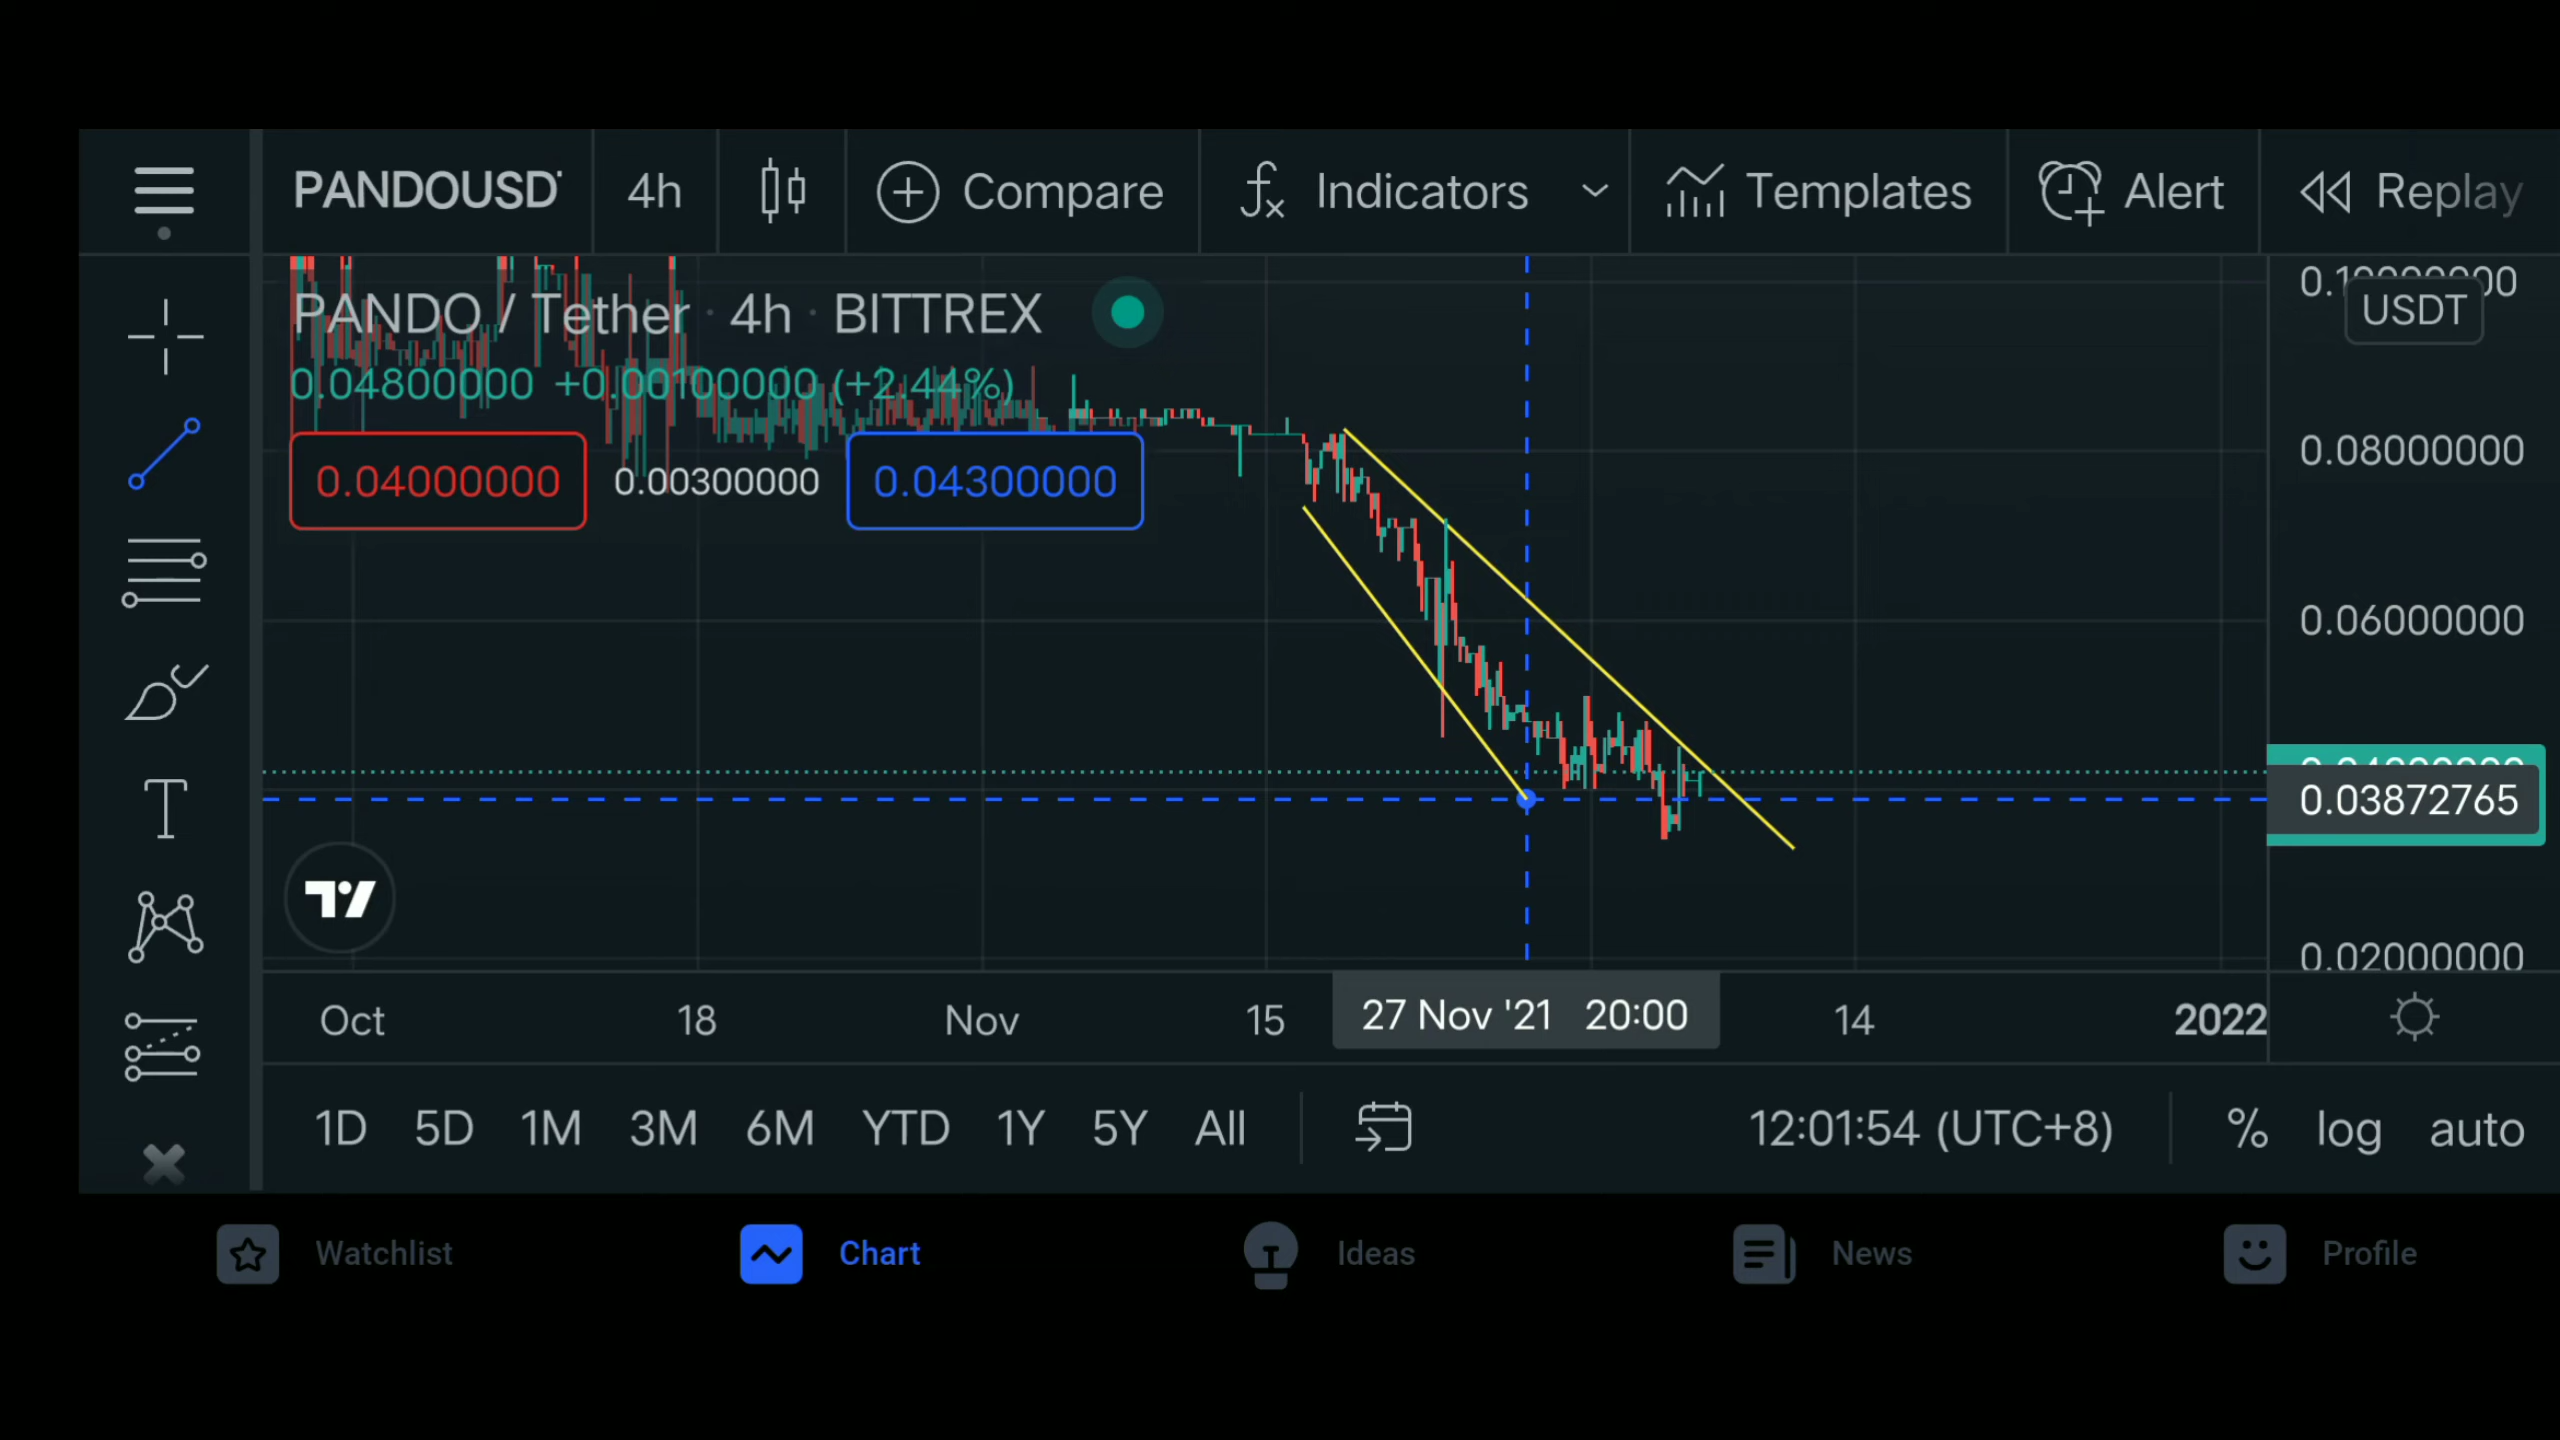 PANDOUSDT 4h Compare Indicators Templates Alert Replay
PANDO / Tether · 4h · BITTREX
0.04800000 +0.00100000 (+2.44%)
0.04000000 0.00300000 0.04300000
USDT
0.08000000
0.06000000
0.03872765
0.02000000
Oct 18 Nov 15 27 Nov '21 20:00 14 2022
1D 5D 1M 3M 6M YTD 1Y 5Y All 12:01:54 (UTC+8) % log auto
Watchlist Chart Ideas News Profile